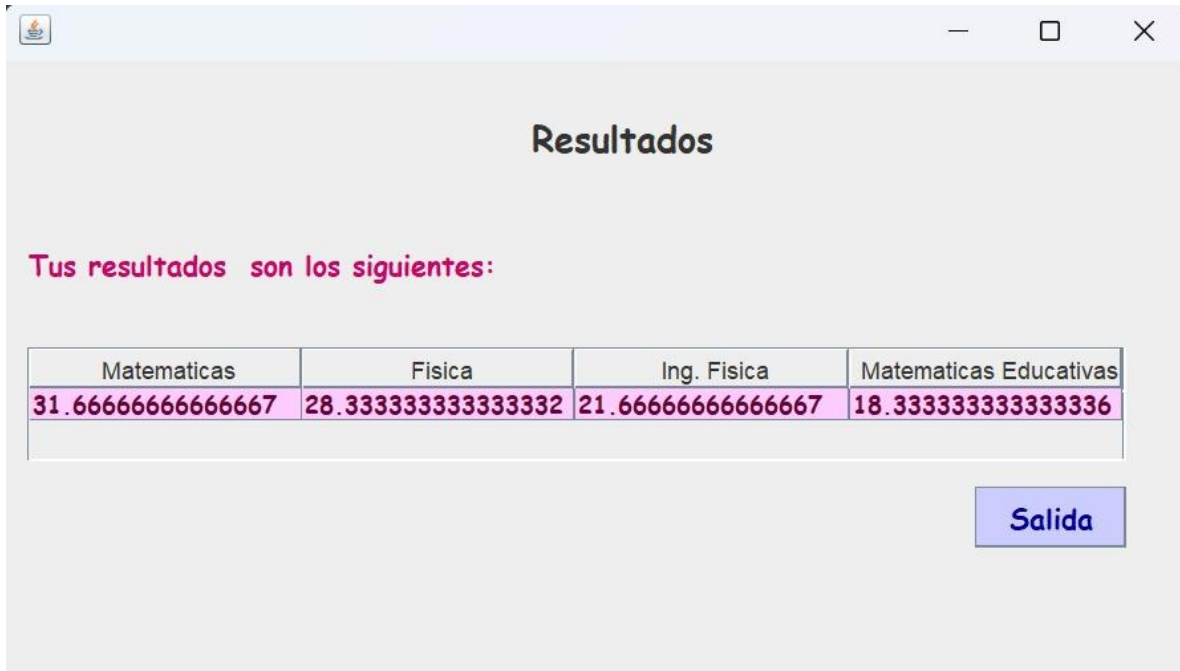 Resultados
Tus resultados son los siguientes:
Matematicas Fisica Ing. Fisica Matematicas Educativas
31.66666666666667 28.333333333333332 21.66666666666667 18.333333333333336
Salida